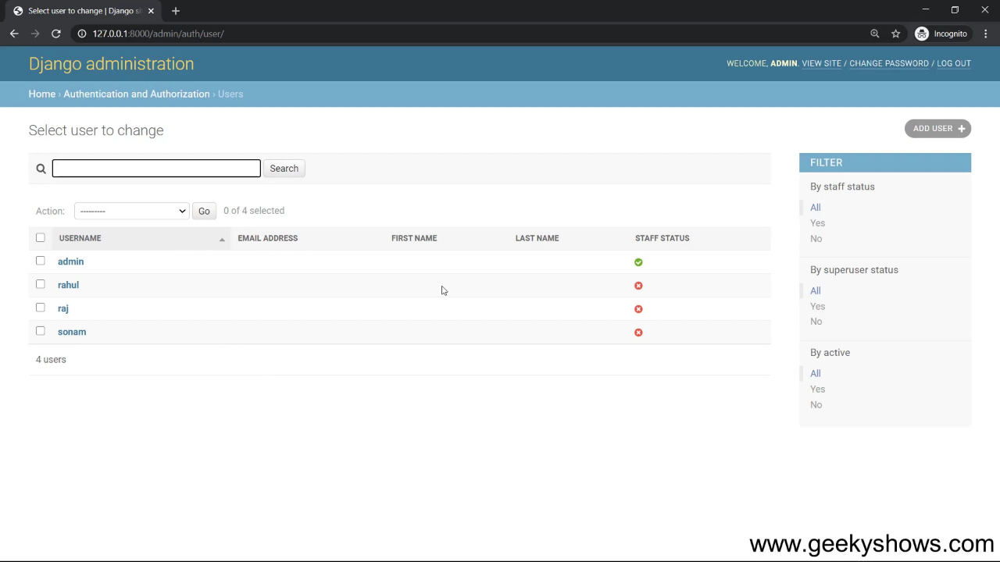 Select user to change | Django si
127.0.0.1:8000/admin/auth/user/
Incognito
Django administration
WELCOME, ADMIN. VIEW SITE / CHANGE PASSWORD / LOG OUT
Home › Authentication and Authorization › Users
Select user to change
ADD USER +
Search
FILTER
By staff status
All
Yes
No
By superuser status
All
Yes
No
By active
All
Yes
No
Action: --------- Go 0 of 4 selected
USERNAME EMAIL ADDRESS FIRST NAME LAST NAME STAFF STATUS
admin
rahul
raj
sonam
4 users
www.geekyshows.com